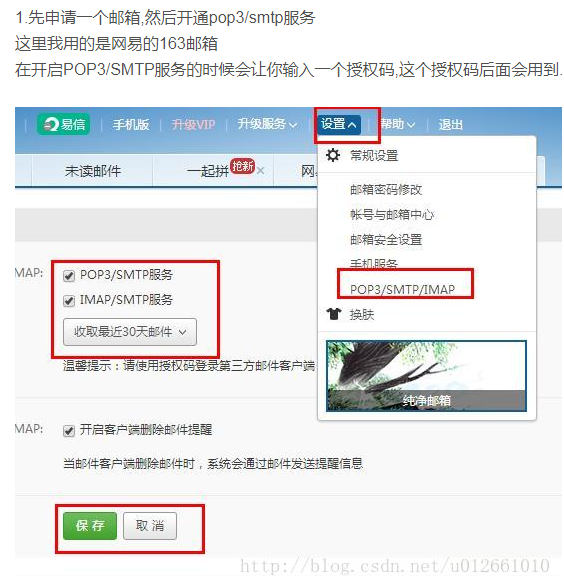 1.先申请一个邮箱,然后开通pop3/smtp服务
这里我用的是网易的163邮箱
在开启POP3/SMTP服务的时候会让你输入一个授权码,这个授权码后面会用到.
易信 手机版 升级VIP 升级服务 设置 帮助 退出
未读邮件 一起拼 抢新 网
常规设置
邮箱密码修改
帐号与邮箱中心
邮箱安全设置
手机服务
POP3/SMTP/IMAP
换肤
纯净邮箱
MAP: POP3/SMTP服务
IMAP/SMTP服务
收取最近30天邮件
温馨提示：请使用授权码登录第三方邮件客户端
MAP: 开启客户端删除邮件提醒
当邮件客户端删除邮件时，系统会通过邮件发送提醒信息
保 存 取 消
http://blog.csdn.net/u012661010